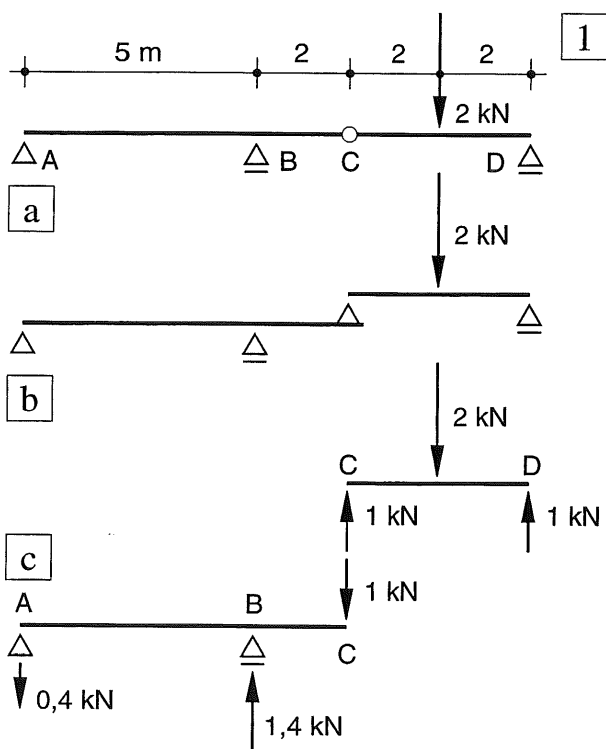 1
5 m 2 2 2
2 kN
A B C D
a
2 kN
b
2 kN
C D
1 kN 1 kN
c
1 kN
A B
C
0,4 kN
1,4 kN